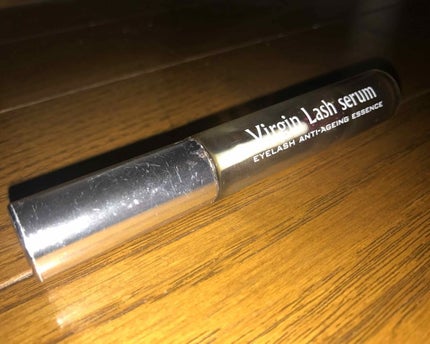 Virgin Lash serum
EYELASH ANTI-AGEING ESSENCE